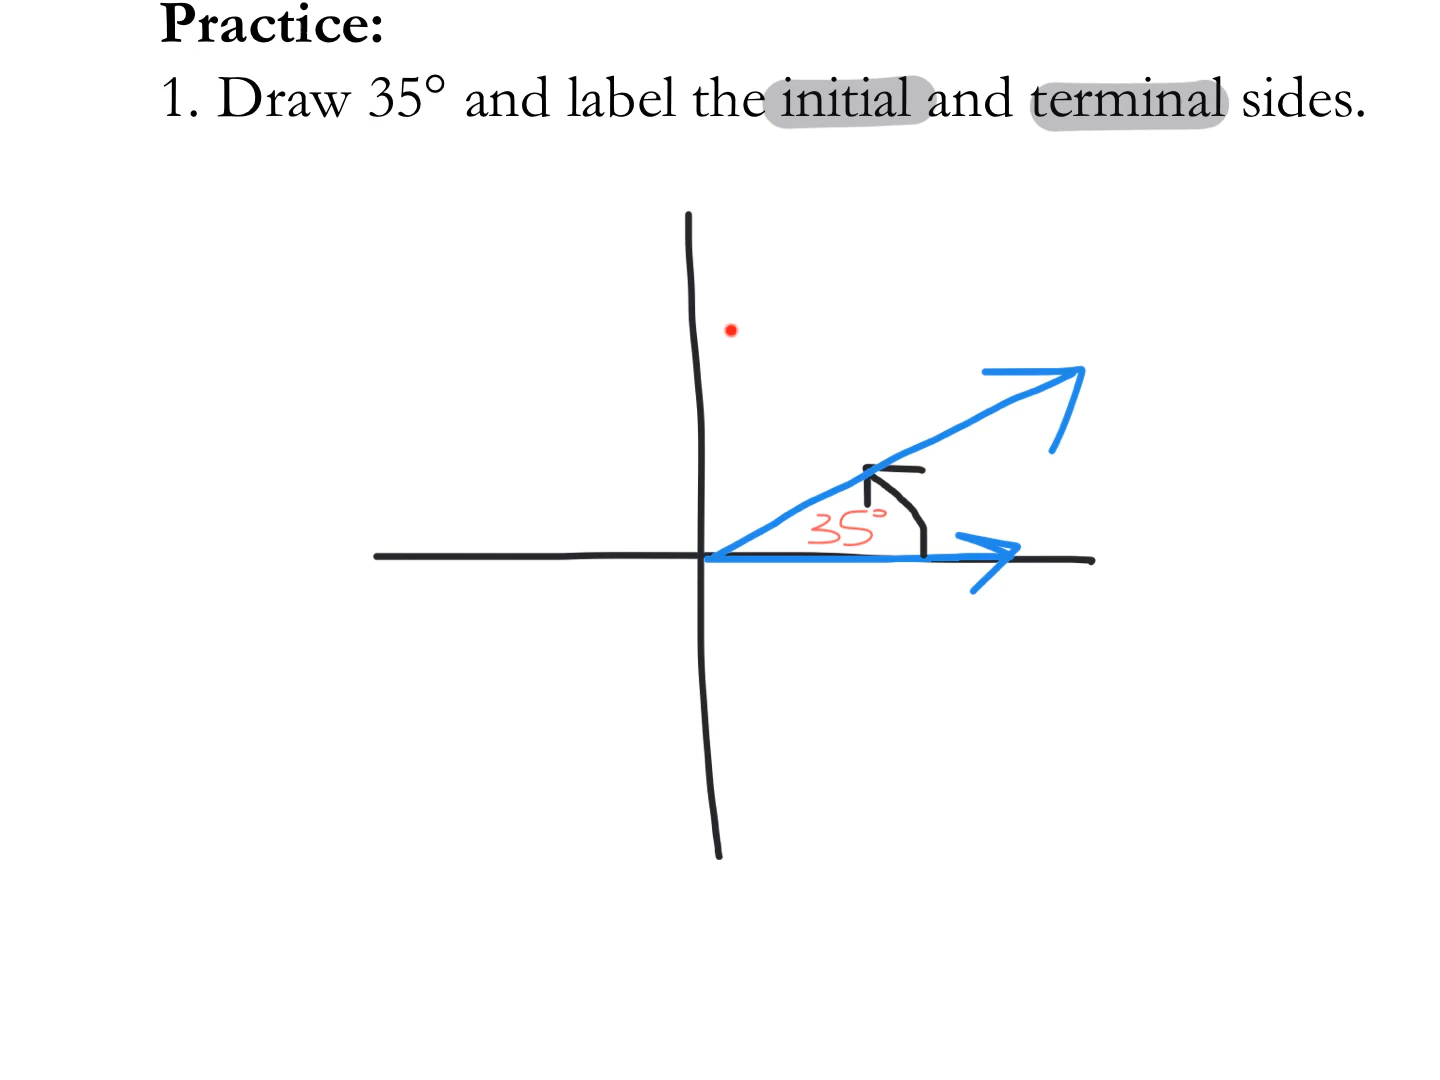 Practice:
1. Draw 35° and label the initial and terminal sides.
35°